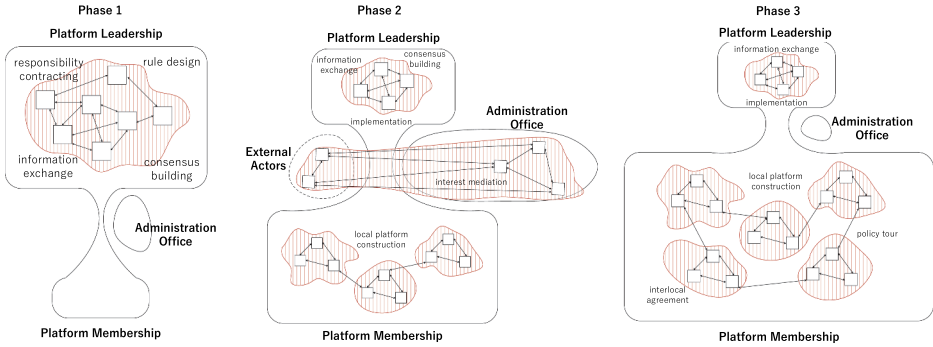 Phase 1
Platform Leadership
responsibility
contracting
rule design
information
exchange
consensus
building
Administration
Office
Platform Membership
Phase 2
Platform Leadership
information
exchange
consensus
building
implementation
Administration
Office
External
Actors
interest mediation
local platform
construction
Platform Membership
Phase 3
Platform Leadership
information exchange
implementation
Administration
Office
local platform
construction
policy tour
interlocal
agreement
Platform Membership